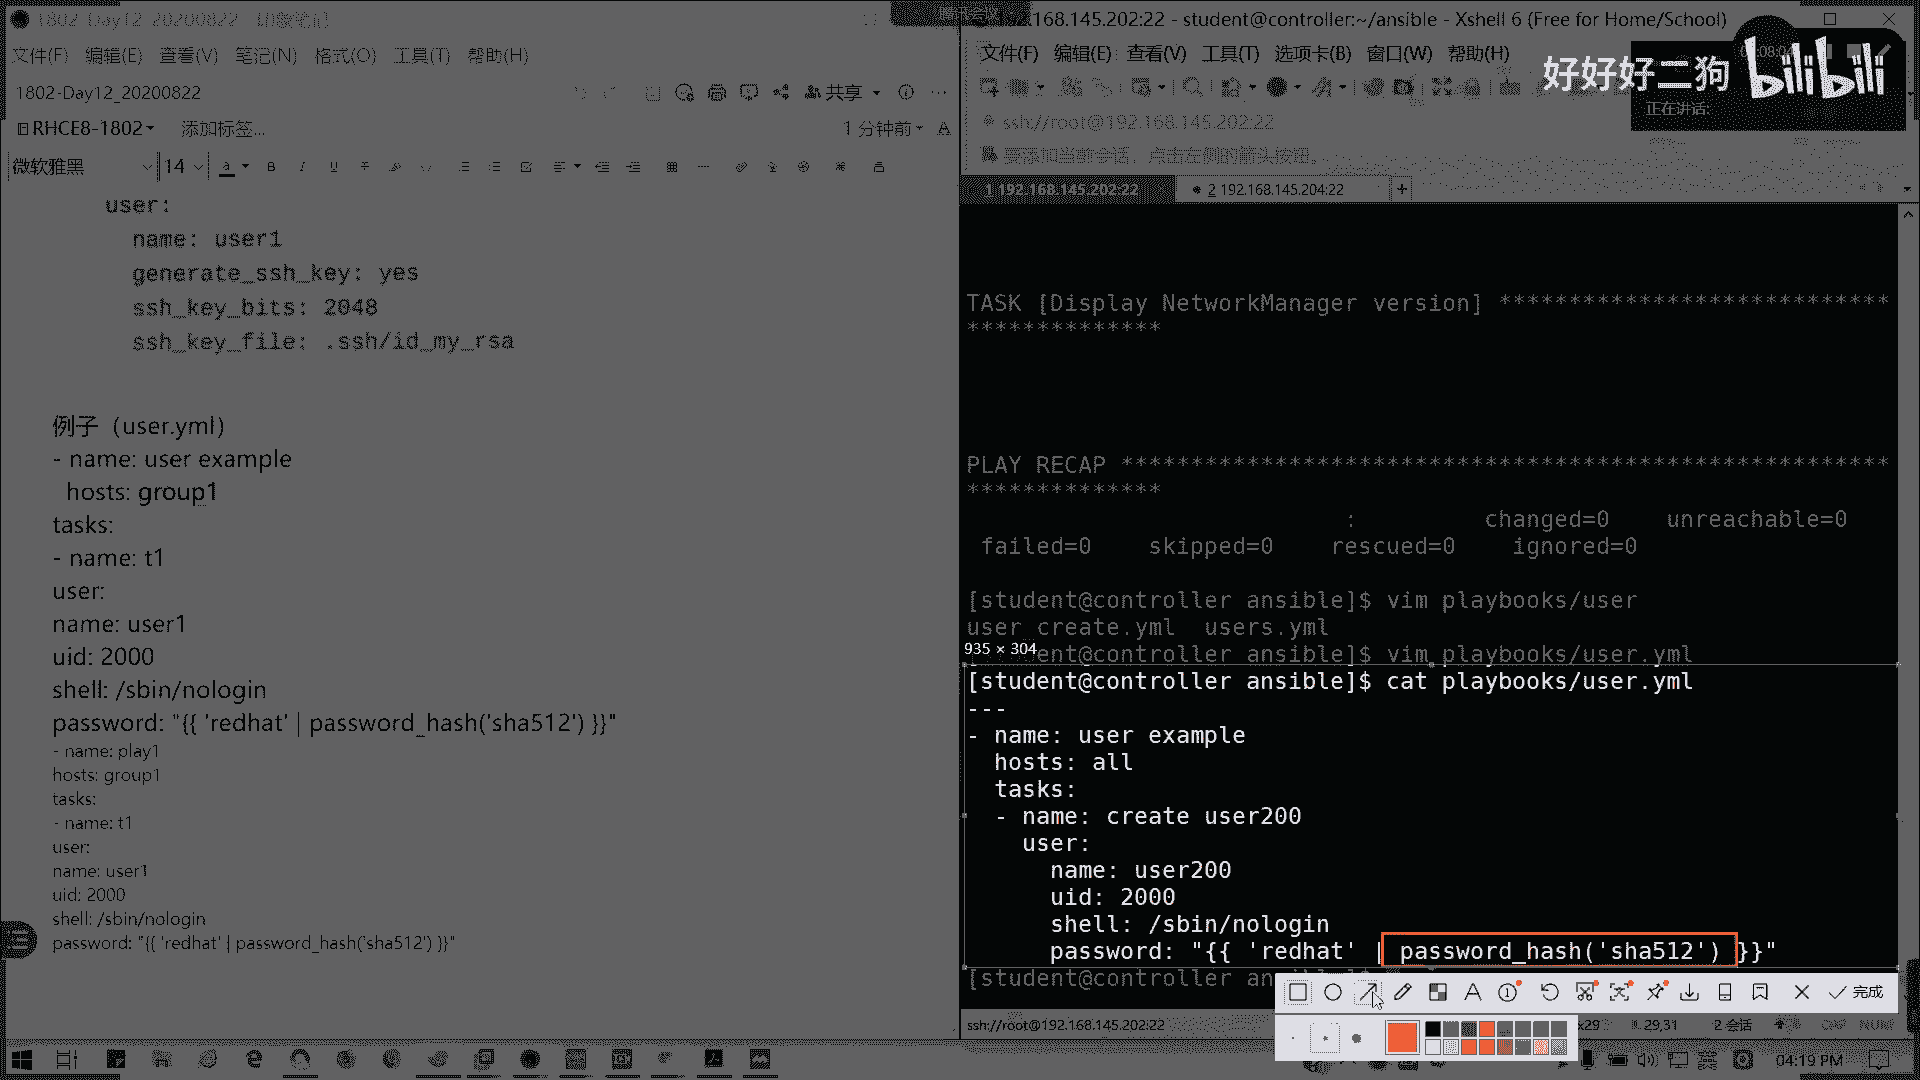 1802-Day12_20200822 - 印象笔记
文件(F) 编辑(E) 查看(V) 笔记(N) 格式(O) 工具(T) 帮助(H)
1802-Day12_20200822
共享
RHCE8-1802
添加标签...
1 分钟前
微软雅黑
14
user:
name: user1
generate_ssh_key: yes
ssh_key_bits: 2048
ssh_key_file: .ssh/id_my_rsa
例子（user.yml）
- name: user example
hosts: group1
tasks:
- name: t1
user:
name: user1
uid: 2000
shell: /sbin/nologin
password: "{{ 'redhat' | password_hash('sha512') }}"
- name: play1
hosts: group1
tasks:
- name: t1
user:
name: user1
uid: 2000
shell: /sbin/nologin
password: "{{ 'redhat' | password_hash('sha512') }}"
.168.145.202:22 - student@controller:~/ansible - Xshell 6 (Free for Home/School)
文件(F) 编辑(E) 查看(V) 工具(T) 选项卡(B) 窗口(W) 帮助(H)
好好好二狗 bilibili
正在讲话:
ssh://root@192.168.145.202:22
要添加当前会话，点击左侧的箭头按钮。
1 192.168.145.202:22
2 192.168.145.204:22
TASK [Display NetworkManager version] ****************************
**************
PLAY RECAP *******************************************************
**************
: changed=0 unreachable=0
failed=0 skipped=0 rescued=0 ignored=0
[student@controller ansible]$ vim playbooks/user
user_create.yml users.yml
935 × 304
ent@controller ansible]$ vim playbooks/user.yml
[student@controller ansible]$ cat playbooks/user.yml
---
- name: user example
hosts: all
tasks:
- name: create user200
user:
name: user200
uid: 2000
shell: /sbin/nologin
password: "{{ 'redhat' | password_hash('sha512') }}"
[student@controller an
完成
ssh://root@192.168.145.202:22
x29
29,31
2 会话
CAP NUM
04:19 PM